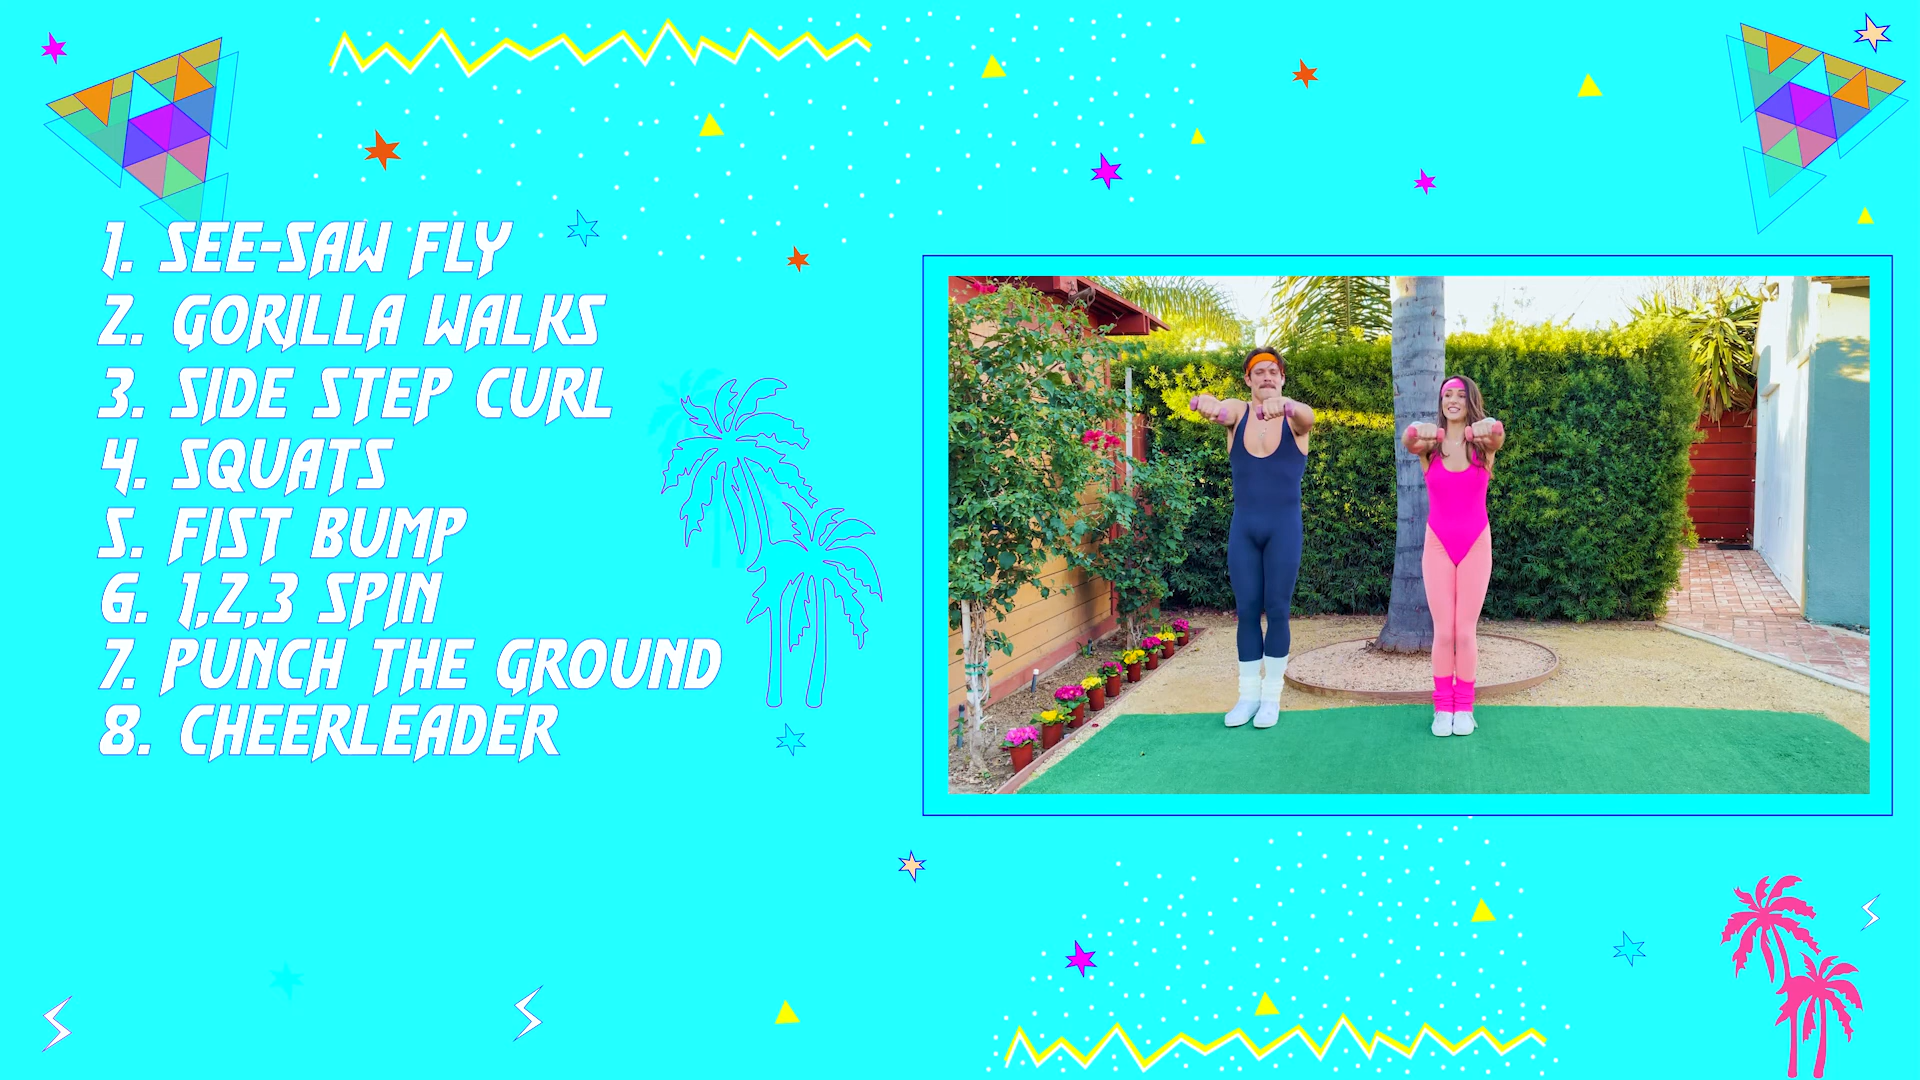 1. SEE-SAW FLY
2. GORILLA WALKS
3. SIDE STEP CURL
4. SQUATS
5. FIST BUMP
6. 1,2,3 SPIN
7. PUNCH THE GROUND
8. CHEERLEADER